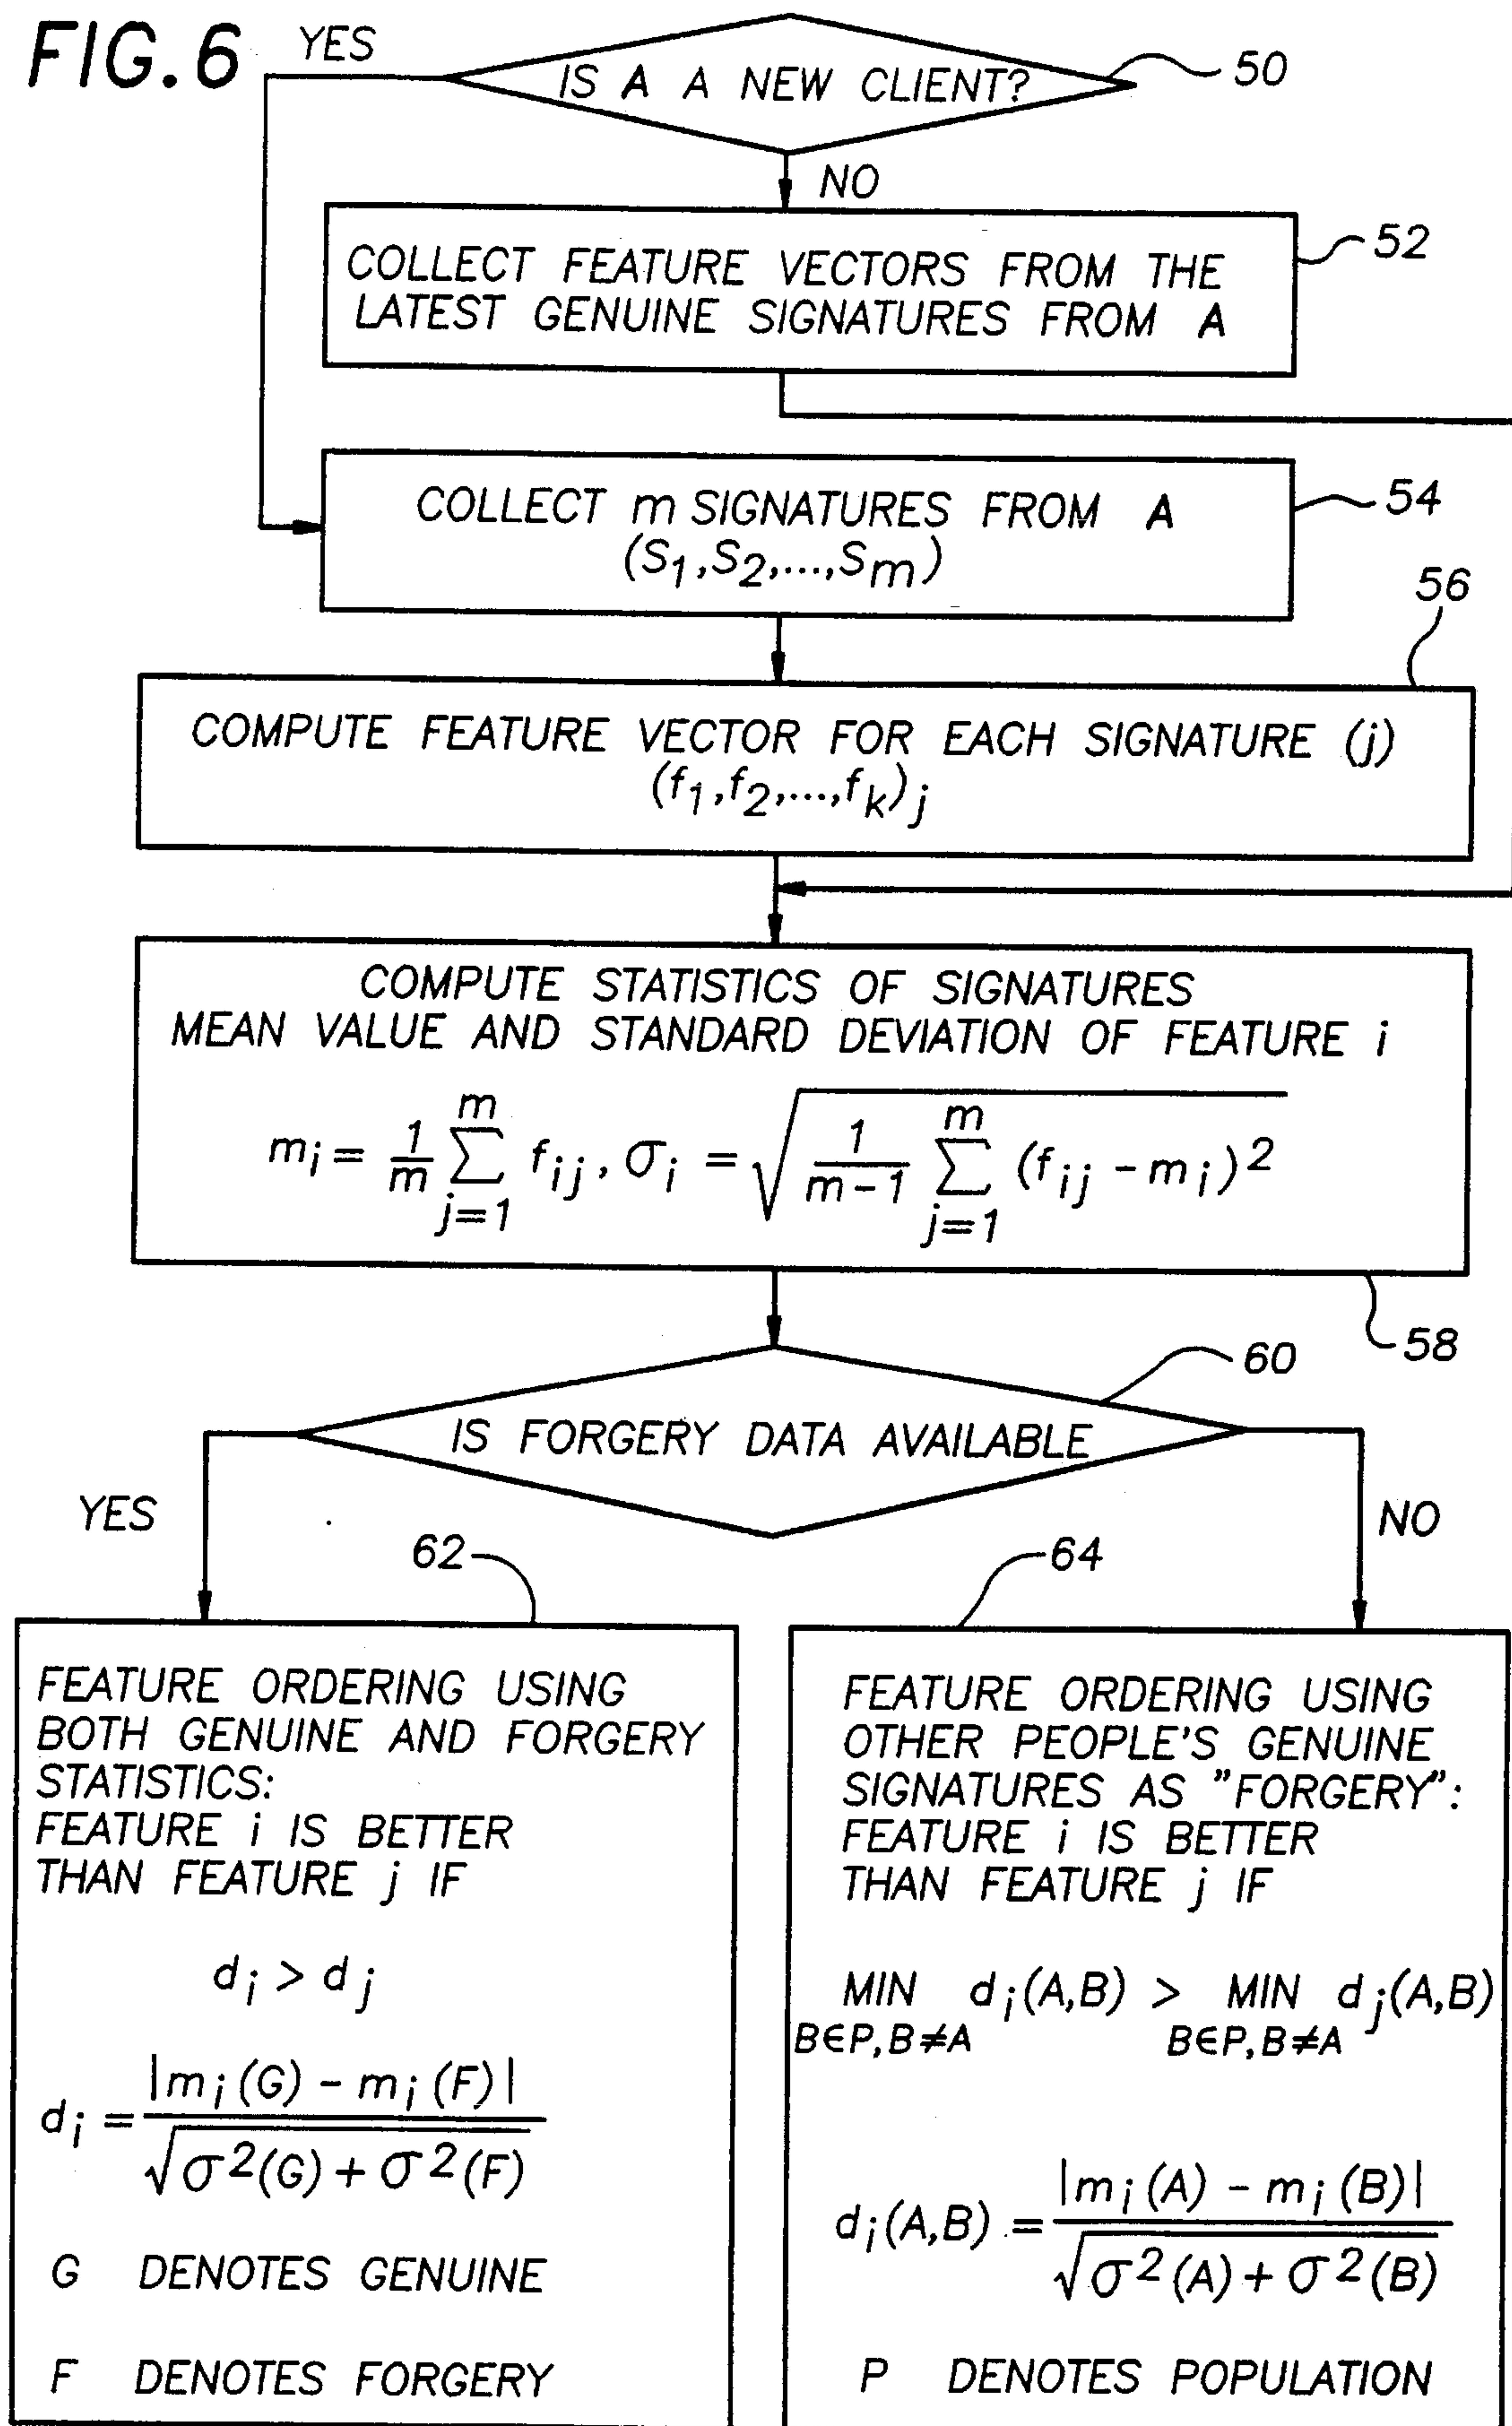 FIG. 6
YES
IS A A NEW CLIENT?
50
NO
COLLECT FEATURE VECTORS FROM THE
LATEST GENUINE SIGNATURES FROM A
52
COLLECT m SIGNATURES FROM A
(S₁,S₂,...,Sₘ)
54
56
COMPUTE FEATURE VECTOR FOR EACH SIGNATURE (j)
(f₁,f₂,...,fₖ)ⱼ
COMPUTE STATISTICS OF SIGNATURES
MEAN VALUE AND STANDARD DEVIATION OF FEATURE i
mᵢ = 1/m ∑_{j=1}^{m} fᵢⱼ, σᵢ = √(1/(m-1) ∑_{j=1}^{m} (fᵢⱼ - mᵢ)²)
58
60
IS FORGERY DATA AVAILABLE
YES
NO
62
64
FEATURE ORDERING USING
BOTH GENUINE AND FORGERY
STATISTICS:
FEATURE i IS BETTER
THAN FEATURE j IF
dᵢ > dⱼ
dᵢ = |mᵢ(G) - mᵢ(F)| / √(σ²(G) + σ²(F))
G DENOTES GENUINE
F DENOTES FORGERY
FEATURE ORDERING USING
OTHER PEOPLE'S GENUINE
SIGNATURES AS "FORGERY":
FEATURE i IS BETTER
THAN FEATURE j IF
MIN dᵢ(A,B) > MIN dⱼ(A,B)
B∈P, B≠A B∈P, B≠A
dᵢ(A,B) = |mᵢ(A) - mᵢ(B)| / √(σ²(A) + σ²(B))
P DENOTES POPULATION